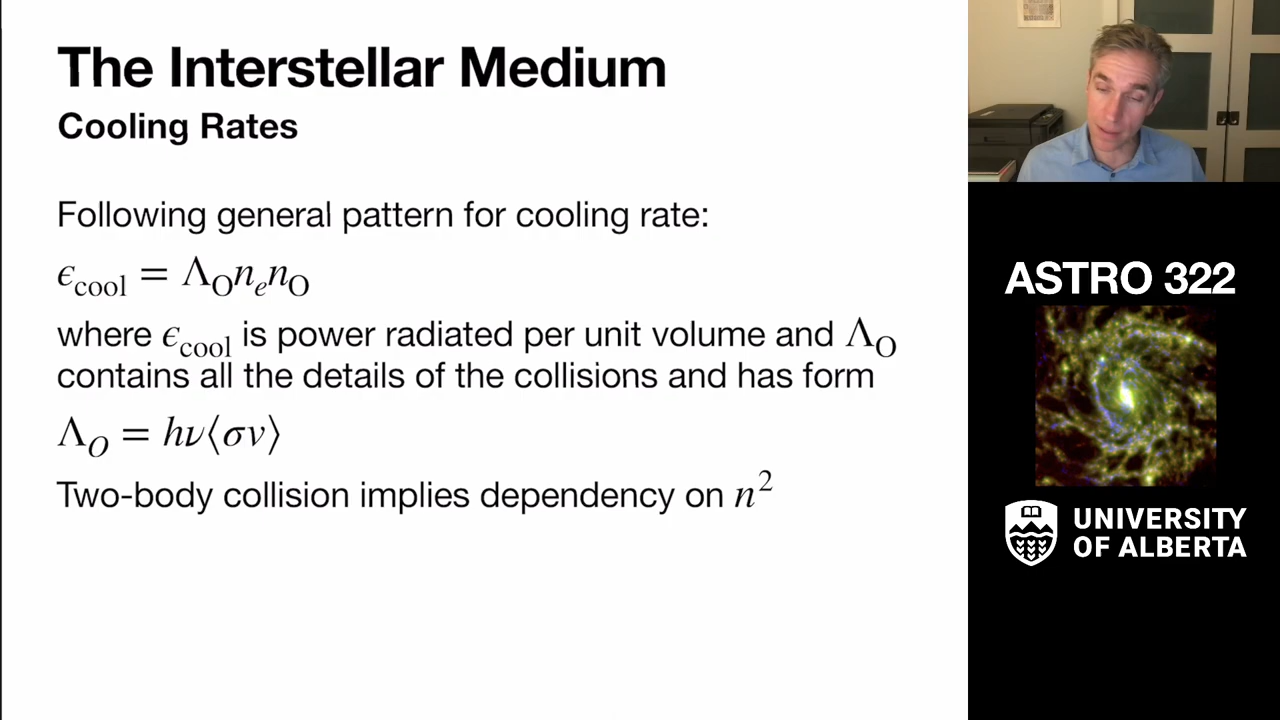 The Interstellar Medium
Cooling Rates
Following general pattern for cooling rate:
ϵ_cool = Λ_O n_e n_O
where ϵ_cool is power radiated per unit volume and Λ_O
contains all the details of the collisions and has form
Λ_O = hν⟨σv⟩
Two-body collision implies dependency on n²
ASTRO 322
UNIVERSITY
OF ALBERTA